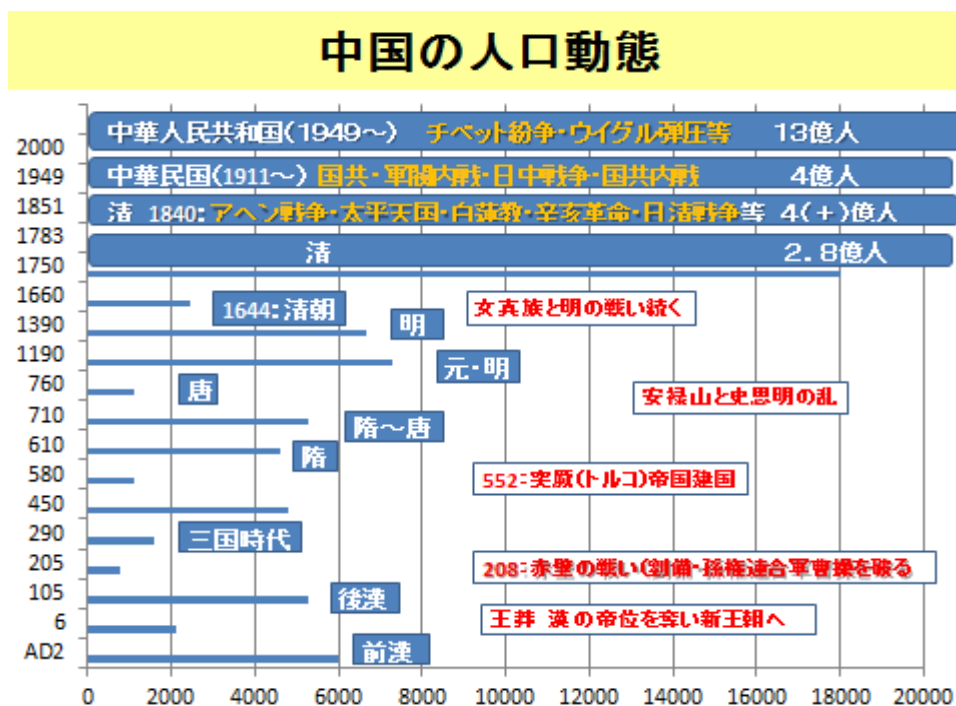 中国の人口動態
2000
中華人民共和国(1949～) チベット紛争・ウイグル弾圧等 13億人
1949
中華民国(1911～) 国共・軍閥内戦・日中戦争・国共内戦 4億人
1851
清 1840:アヘン戦争・太平天国・白蓮教・辛亥革命・日清戦争等 4(+)億人
1783
清 2.8億人
1750
1660
1644:清朝
女真族と明の戦い続く
1390
明
1190
元・明
760
唐
安禄山と史思明の乱
710
隋～唐
610
隋
580
552:突厥(トルコ)帝国建国
450
290
三国時代
205
208:赤壁の戦い(劉備・孫権連合軍曹操を破る
105
後漢
6
王莽 漢の帝位を奪い新王朝へ
AD2
前漢
0 2000 4000 6000 8000 10000 12000 14000 16000 18000 20000